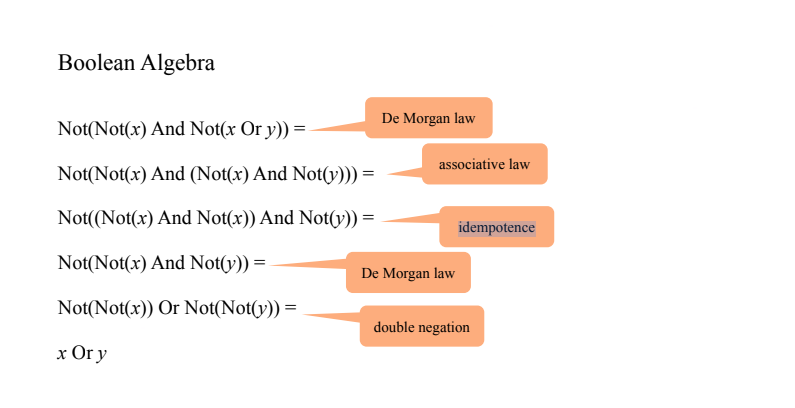 Boolean Algebra
Not(Not(x) And Not(x Or y)) =
De Morgan law
Not(Not(x) And (Not(x) And Not(y))) =
associative law
Not((Not(x) And Not(x)) And Not(y)) =
idempotence
Not(Not(x) And Not(y)) =
De Morgan law
Not(Not(x)) Or Not(Not(y)) =
double negation
x Or y